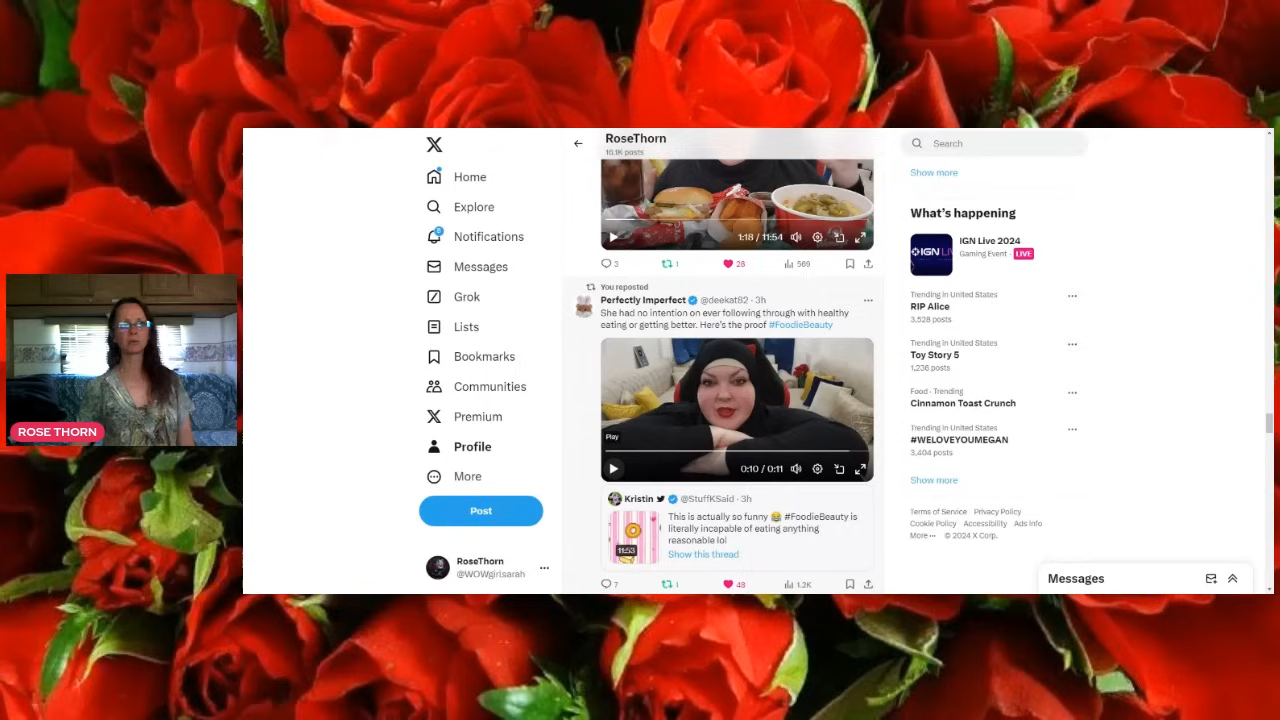 RoseThorn
16.1K posts
Search
Show more
Home
Explore
Notifications
Messages
Grok
Lists
Bookmarks
Communities
Premium
Profile
More
Post
RoseThorn
@WOWgirlsarah
1:18 / 11:54
3
1
28
569
You reposted
Perfectly Imperfect @deekat82 · 3h
She had no intention on ever following through with healthy
eating or getting better. Here's the proof #FoodieBeauty
Play
0:10 / 0:11
Kristin @StuffKSaid · 3h
This is actually so funny 😂 #FoodieBeauty is
literally incapable of eating anything
reasonable lol
Show this thread
11:53
7
1
48
1.2K
What's happening
IGN Live 2024
Gaming Event · LIVE
Trending in United States
RIP Alice
3,528 posts
Trending in United States
Toy Story 5
1,236 posts
Food · Trending
Cinnamon Toast Crunch
Trending in United States
#WELOVEYOUMEGAN
3,404 posts
Show more
Terms of Service Privacy Policy
Cookie Policy Accessibility Ads info
More ··· © 2024 X Corp.
Messages
ROSE THORN